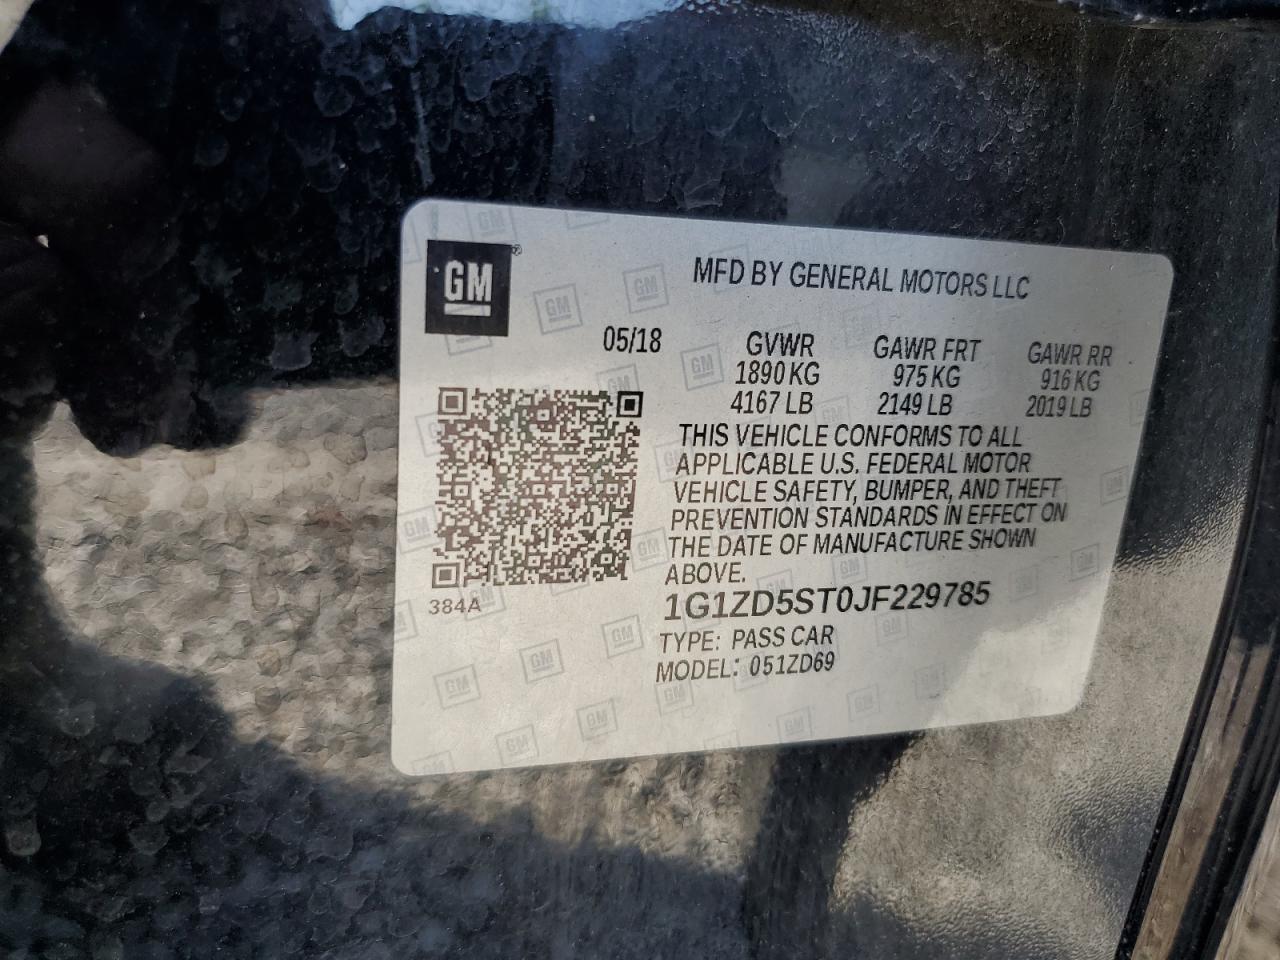 GM
MFD BY GENERAL MOTORS LLC
05/18 GVWR GAWR FRT GAWR RR
1890 KG 975 KG 916 KG
4167 LB 2149 LB 2019 LB
THIS VEHICLE CONFORMS TO ALL
APPLICABLE U.S. FEDERAL MOTOR
VEHICLE SAFETY, BUMPER, AND THEFT
PREVENTION STANDARDS IN EFFECT ON
THE DATE OF MANUFACTURE SHOWN
ABOVE.
384A
1G1ZD5ST0JF229785
TYPE: PASS CAR
MODEL: 051ZD69